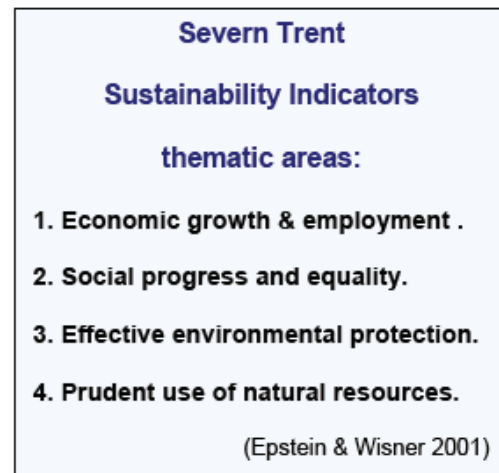 Severn Trent
Sustainability Indicators
thematic areas:
1. Economic growth & employment .
2. Social progress and equality.
3. Effective environmental protection.
4. Prudent use of natural resources.
(Epstein & Wisner 2001)